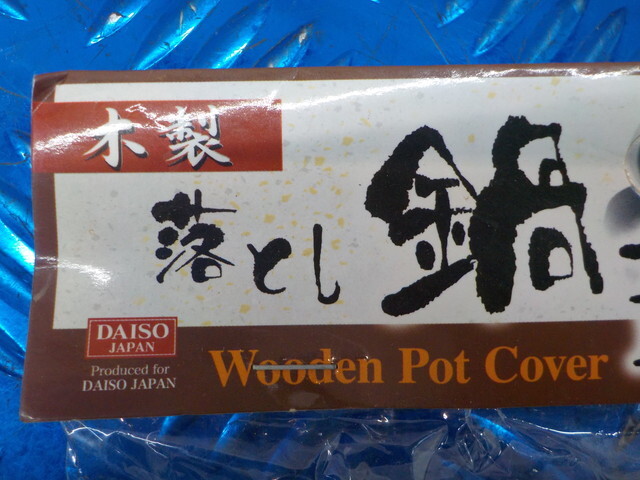 木製
落とし鍋
DAISO
JAPAN
Produced for
DAISO JAPAN
Wooden Pot Cover